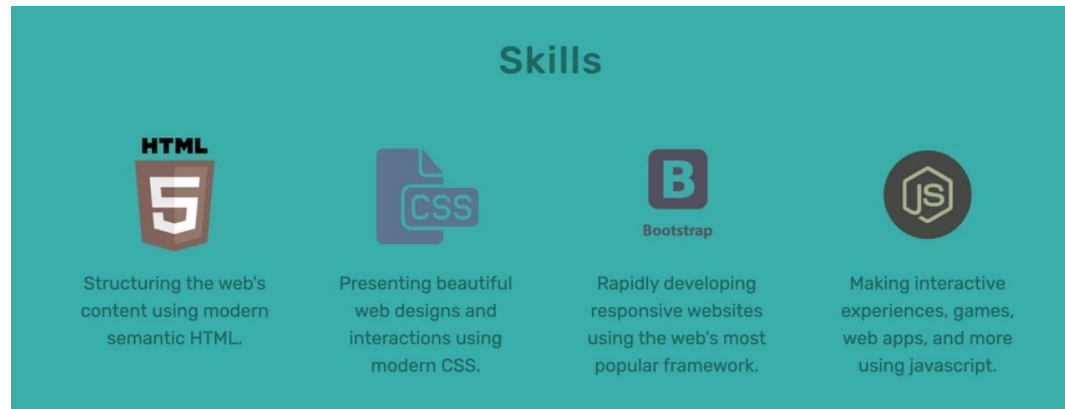 Skills
HTML
5
CSS
B
Bootstrap
JS
Structuring the web's
content using modern
semantic HTML.
Presenting beautiful
web designs and
interactions using
modern CSS.
Rapidly developing
responsive websites
using the web's most
popular framework.
Making interactive
experiences, games,
web apps, and more
using javascript.